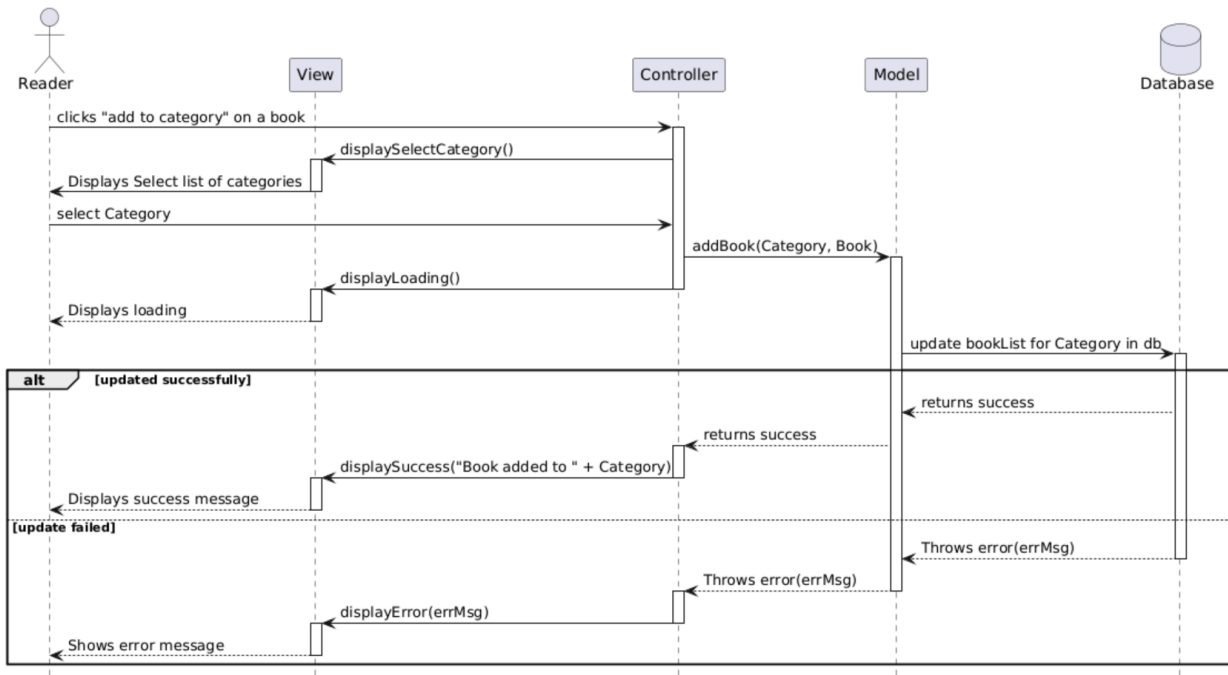 Reader
View
Controller
Model
Database
clicks "add to category" on a book
displaySelectCategory()
Displays Select list of categories
select Category
addBook(Category, Book)
displayLoading()
Displays loading
update bookList for Category in db
alt [updated successfully]
returns success
returns success
displaySuccess("Book added to " + Category)
Displays success message
[update failed]
Throws error(errMsg)
Throws error(errMsg)
displayError(errMsg)
Shows error message